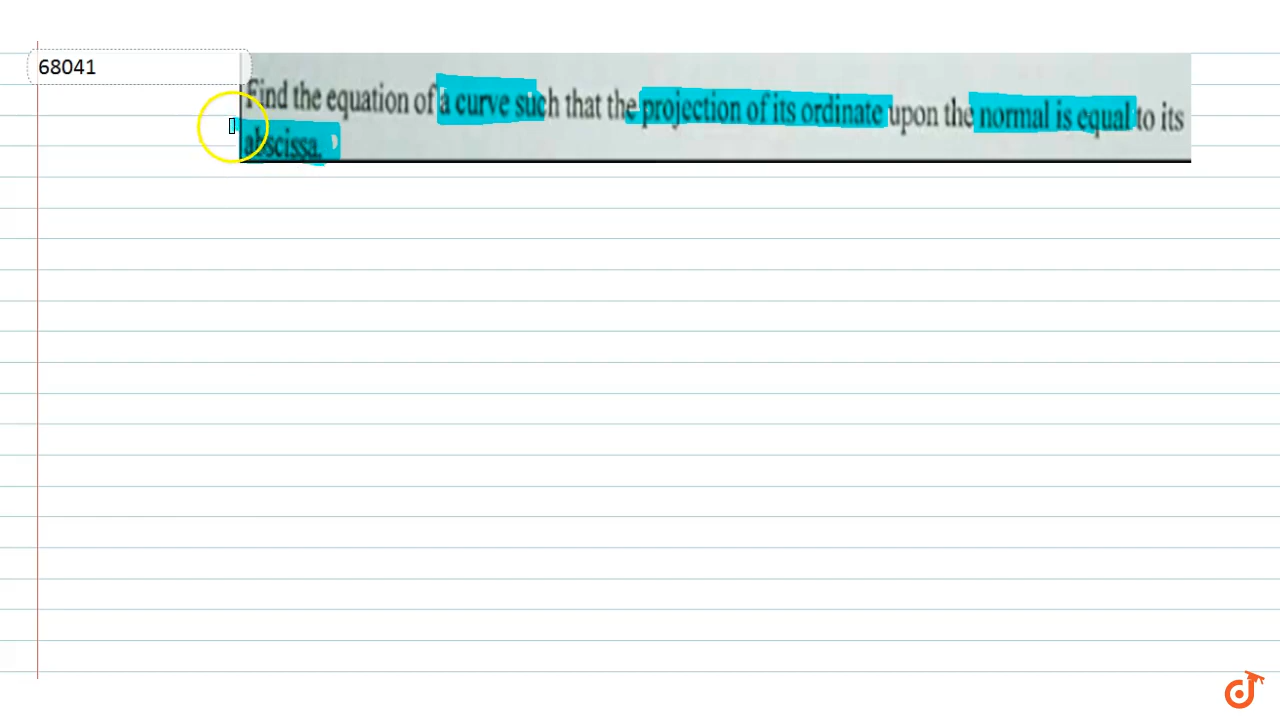 68041
Find the equation of a curve such that the projection of its ordinate upon the normal is equal to its
abscissa.